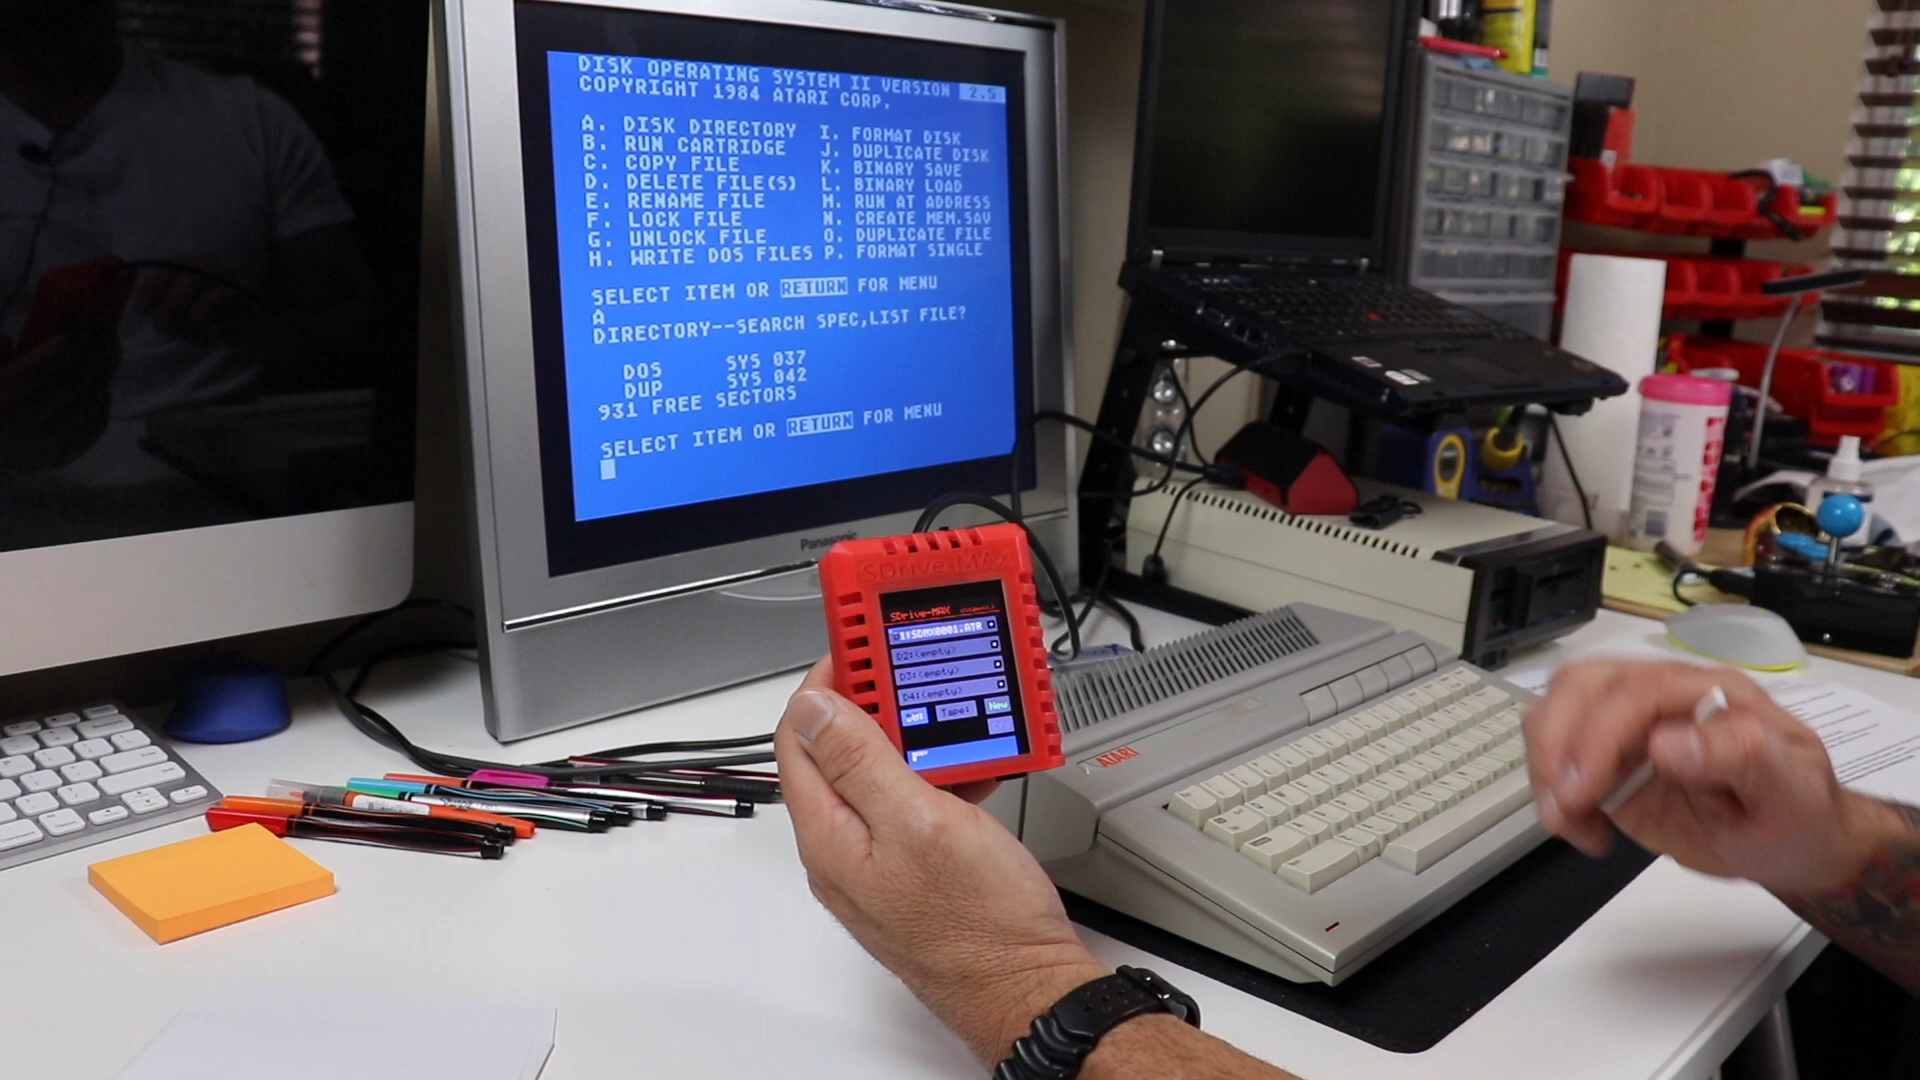 DISK OPERATING SYSTEM II VERSION 2.5
COPYRIGHT 1984 ATARI CORP.
A. DISK DIRECTORY I. FORMAT DISK
B. RUN CARTRIDGE J. DUPLICATE DISK
C. COPY FILE K. BINARY SAVE
D. DELETE FILE(S) L. BINARY LOAD
E. RENAME FILE M. RUN AT ADDRESS
F. LOCK FILE N. CREATE MEM.SAV
G. UNLOCK FILE O. DUPLICATE FILE
H. WRITE DOS FILES P. FORMAT SINGLE
SELECT ITEM OR RETURN FOR MENU
A
DIRECTORY--SEARCH SPEC,LIST FILE?
DOS SYS 037
DUP SYS 042
931 FREE SECTORS
SELECT ITEM OR RETURN FOR MENU
Panasonic
SDrive-MAX
SDrive-MAX
D1:SDMX0001.ATR
D2:(empty)
D3:(empty)
D4:(empty)
Tape: New
ATARI